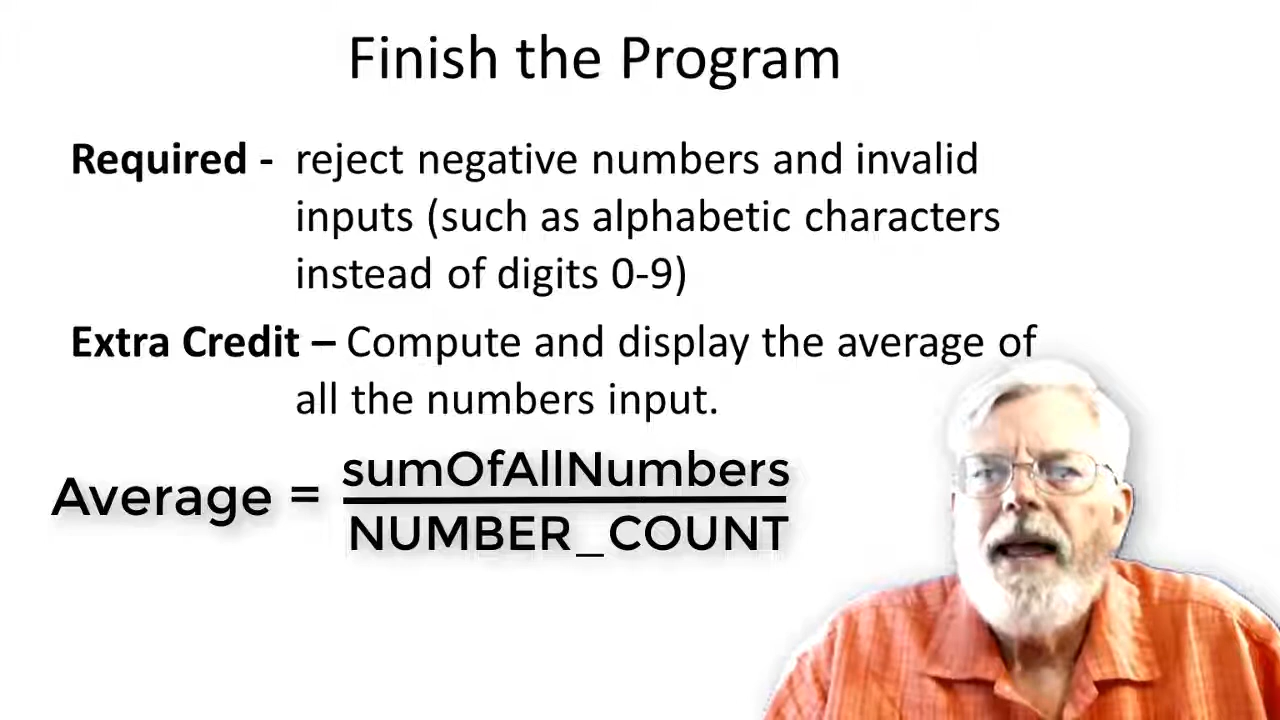 Finish the Program
Required - reject negative numbers and invalid
inputs (such as alphabetic characters
instead of digits 0-9)
Extra Credit – Compute and display the average of
all the numbers input.
Average = sumOfAllNumbers
NUMBER_COUNT